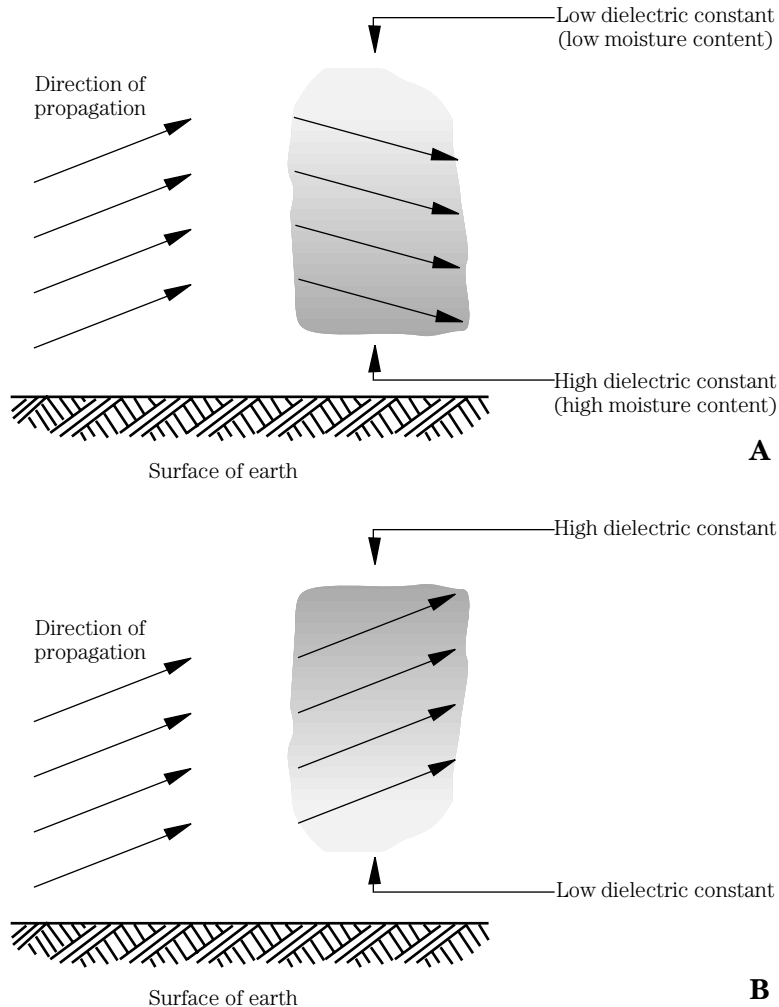 Low dielectric constant
(low moisture content)
Direction of
propagation
High dielectric constant
(high moisture content)
A
Surface of earth
High dielectric constant
Direction of
propagation
Low dielectric constant
B
Surface of earth